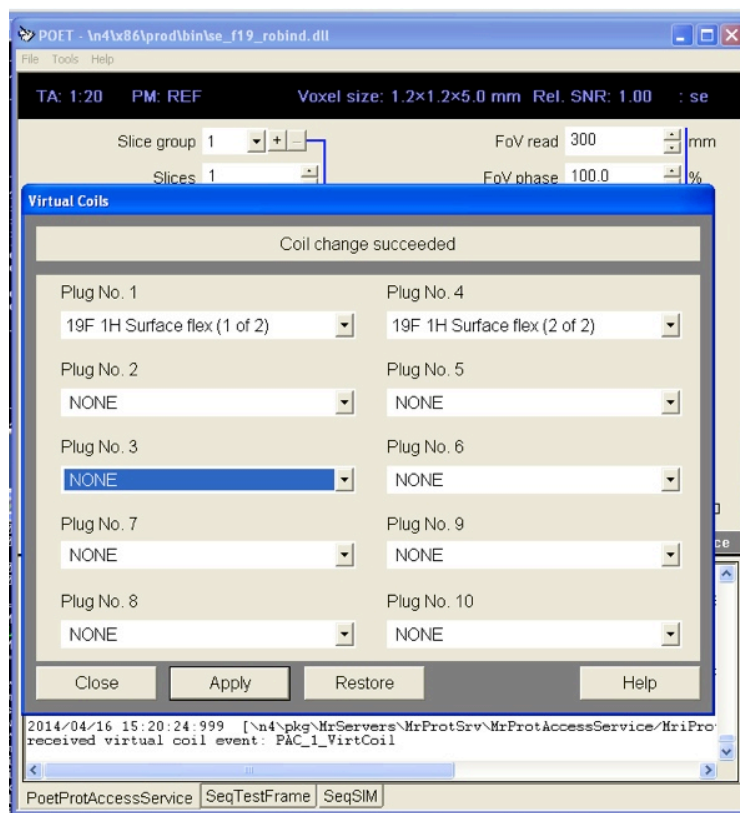 POET - \n4\x86\prod\bin\se_f19_robind.dll
File Tools Help
TA: 1:20 PM: REF Voxel size: 1.2×1.2×5.0 mm Rel. SNR: 1.00 : se
Slice group 1 + – FoV read 300 mm
Slices 1 FoV phase 100.0 %
Virtual Coils
Coil change succeeded
Plug No. 1 Plug No. 4
19F 1H Surface flex (1 of 2) 19F 1H Surface flex (2 of 2)
Plug No. 2 Plug No. 5
NONE NONE
Plug No. 3 Plug No. 6
NONE NONE
Plug No. 7 Plug No. 9
NONE NONE
Plug No. 8 Plug No. 10
NONE NONE
Close Apply Restore Help
2014/04/16 15:20:24:999 [\n4\pkg\MrServers\MrProtSrv\MrProtAccessService/MriPro
received virtual coil event: PAC_1_VirtCoil
PoetProtAccessService SeqTestFrame SeqSIM